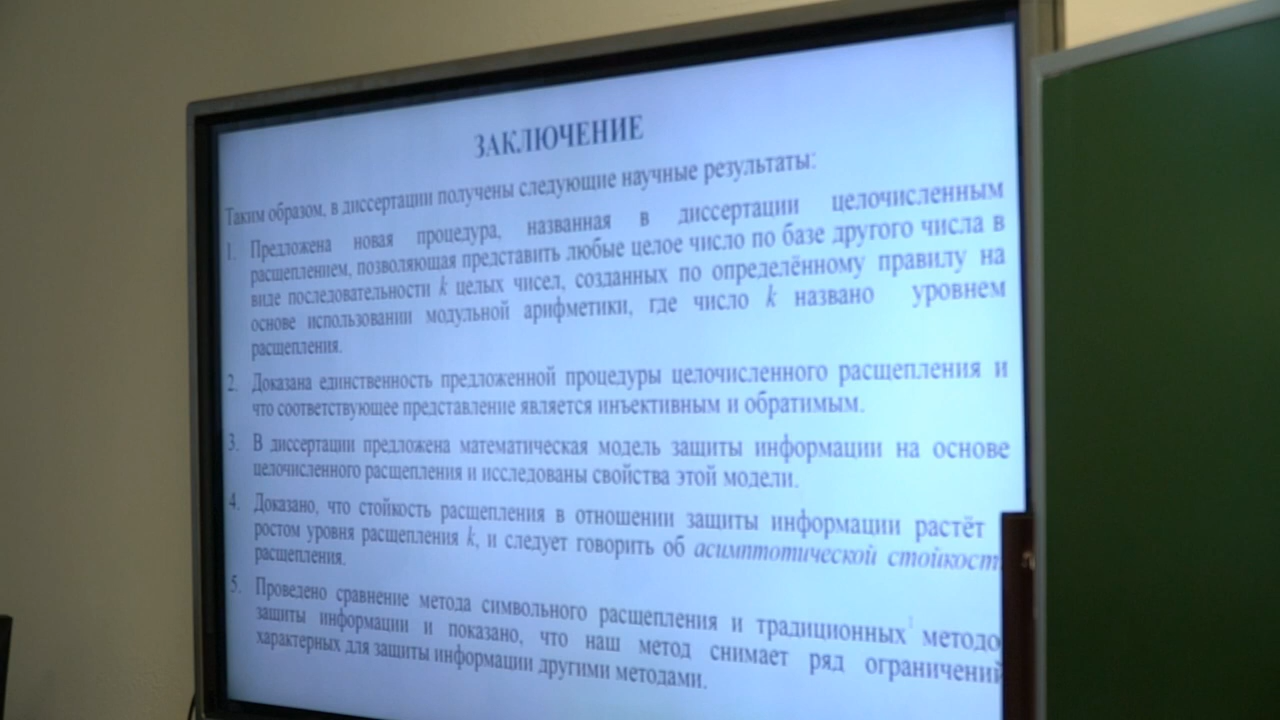 ЗАКЛЮЧЕНИЕ
Таким образом, в диссертации получены следующие научные результаты:
1. Предложена новая процедура, названная в диссертации целочисленным
расщеплением, позволяющая представить любые целое число по базе другого числа в
виде последовательности k целых чисел, созданных по определённому правилу на
основе использовании модульной арифметики, где число k названо уровнем
расщепления.
2. Доказана единственность предложенной процедуры целочисленного расщепления и
что соответствующее представление является инъективным и обратимым.
3. В диссертации предложена математическая модель защиты информации на основе
целочисленного расщепления и исследованы свойства этой модели.
4. Доказано, что стойкость расщепления в отношении защиты информации растёт
ростом уровня расщепления k, и следует говорить об асимптотической стойкост
расщепления.
5. Проведено сравнение метода символьного расщепления и традиционных методо
защиты информации и показано, что наш метод снимает ряд ограничений
характерных для защиты информации другими методами.